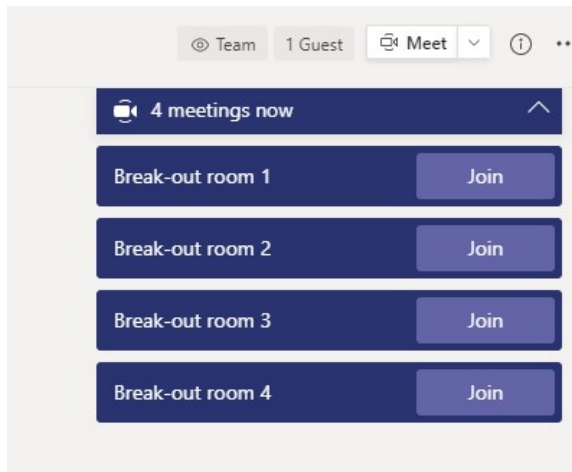 Team 1 Guest Meet
4 meetings now
Break-out room 1 Join
Break-out room 2 Join
Break-out room 3 Join
Break-out room 4 Join